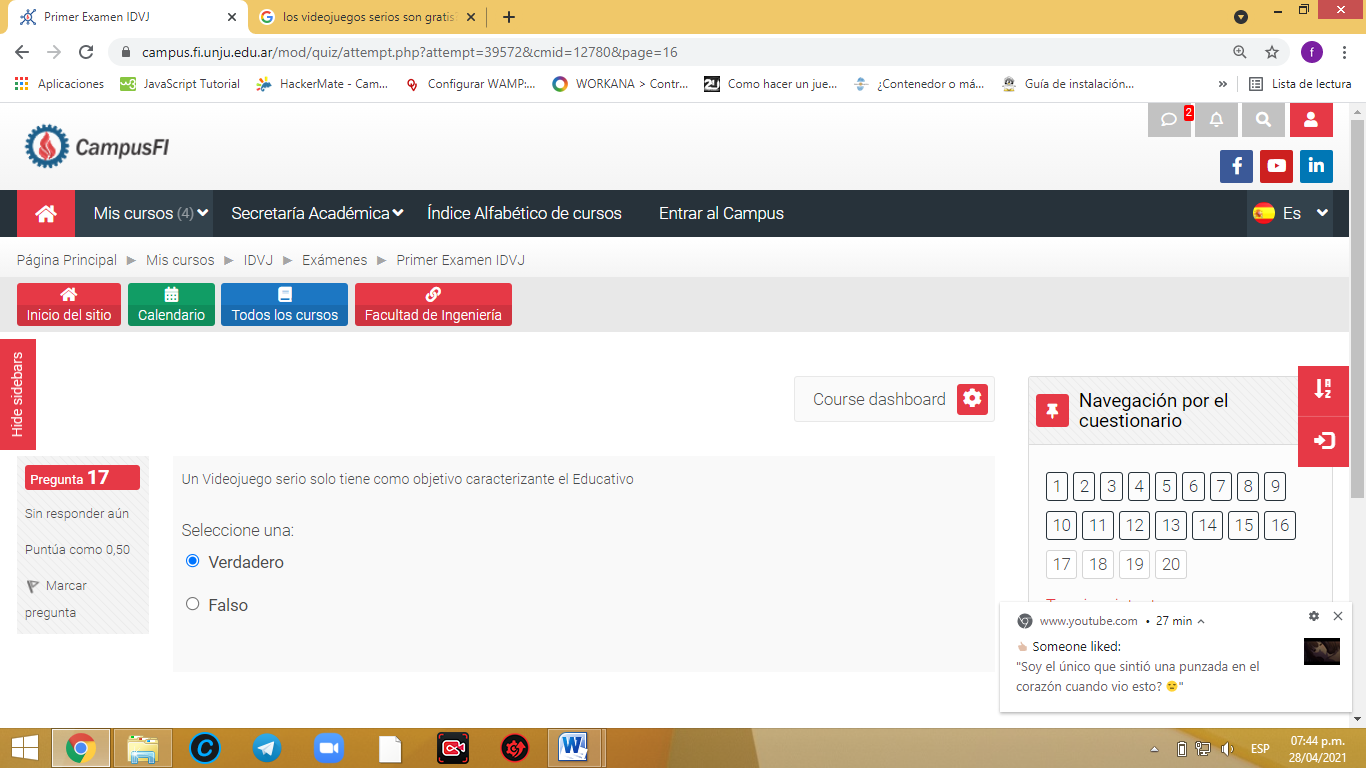 Primer Examen IDVJ
los videojuegos serios son gratis?
campus.fi.unju.edu.ar/mod/quiz/attempt.php?attempt=39572&cmid=12780&page=16
f
Aplicaciones
JavaScript Tutorial
HackerMate - Cam...
Configurar WAMP:...
WORKANA > Contr...
Como hacer un jue...
¿Contenedor o má...
Guía de instalación...
»
Lista de lectura
CampusFI
2
Mis cursos (4)
Secretaría Académica
Índice Alfabético de cursos
Entrar al Campus
Es
Página Principal ► Mis cursos ► IDVJ ► Exámenes ► Primer Examen IDVJ
Inicio del sitio
Calendario
Todos los cursos
Facultad de Ingeniería
Hide sidebars
Course dashboard
Pregunta 17
Sin responder aún
Puntúa como 0,50
Marcar
pregunta
Un Videojuego serio solo tiene como objetivo caracterizante el Educativo
Seleccione una:
Verdadero
Falso
Navegación por el
cuestionario
1 2 3 4 5 6 7 8 9
10 11 12 13 14 15 16
17 18 19 20
www.youtube.com • 27 min
Someone liked:
"Soy el único que sintió una punzada en el
corazón cuando vio esto? "
ESP
07:44 p.m.
28/04/2021